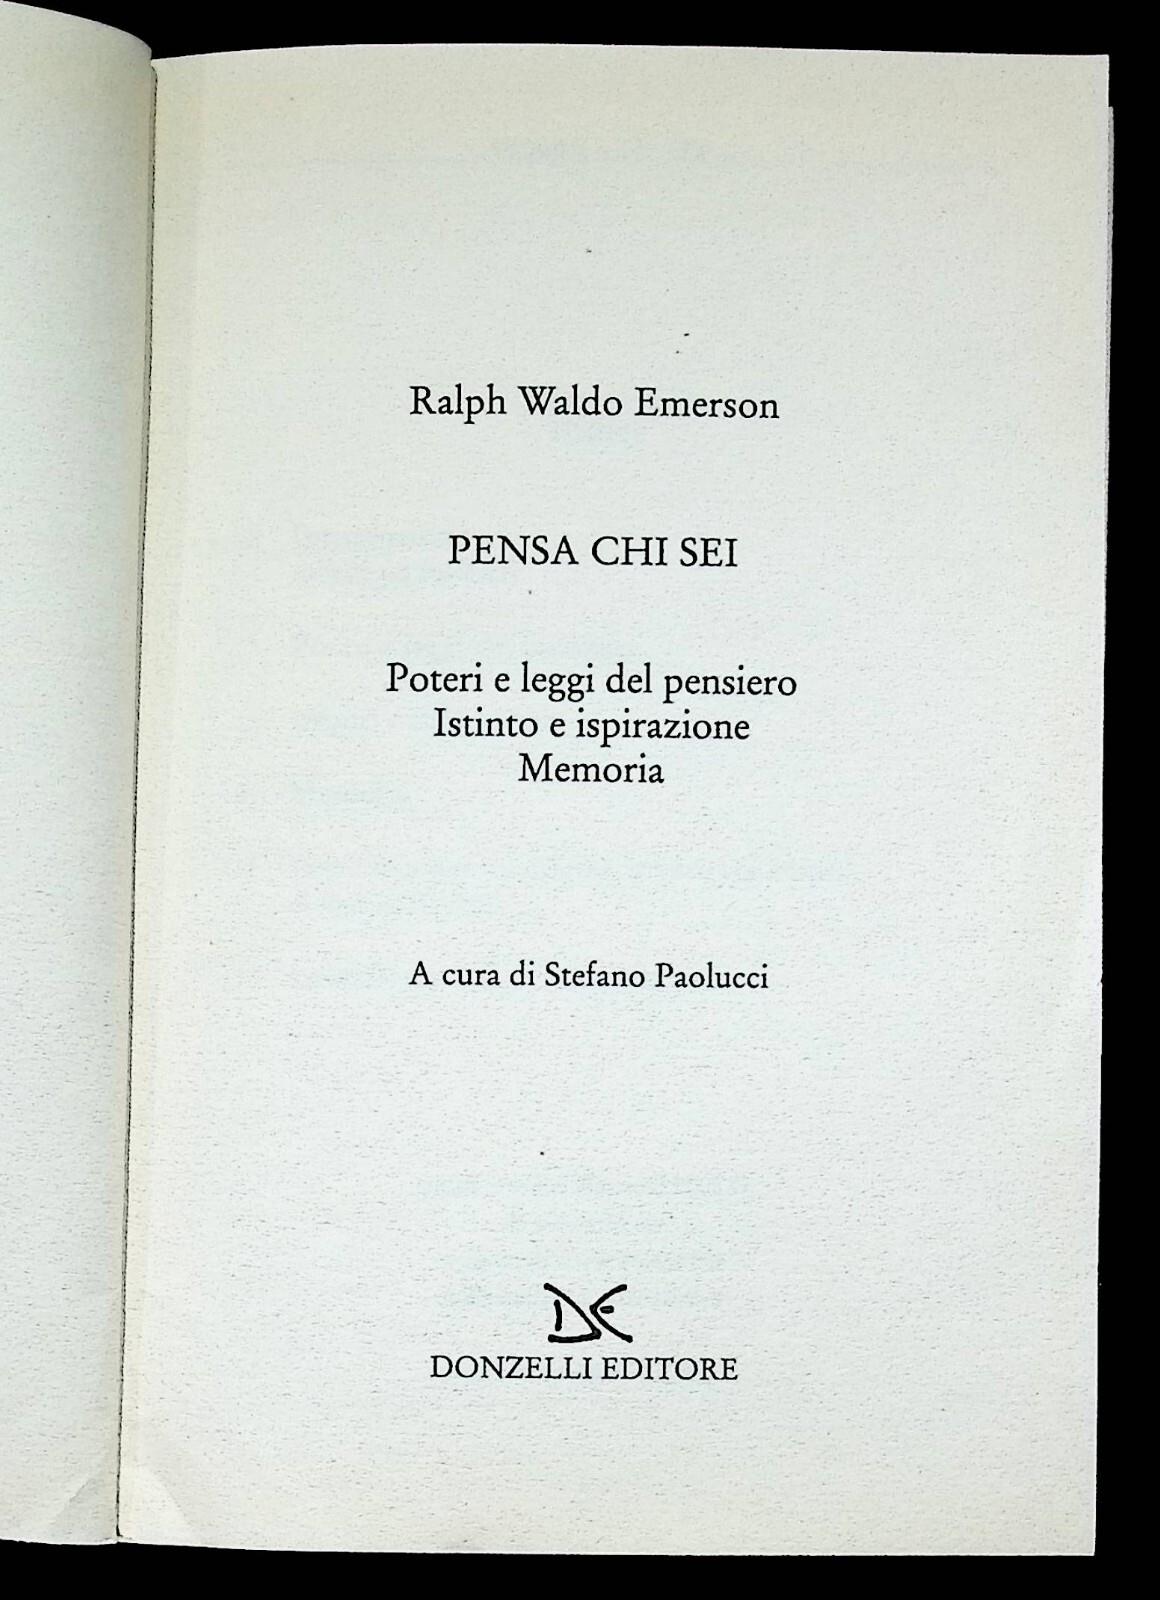 Ralph Waldo Emerson
PENSA CHI SEI
Poteri e leggi del pensiero
Istinto e ispirazione
Memoria
A cura di Stefano Paolucci
DE
DONZELLI EDITORE